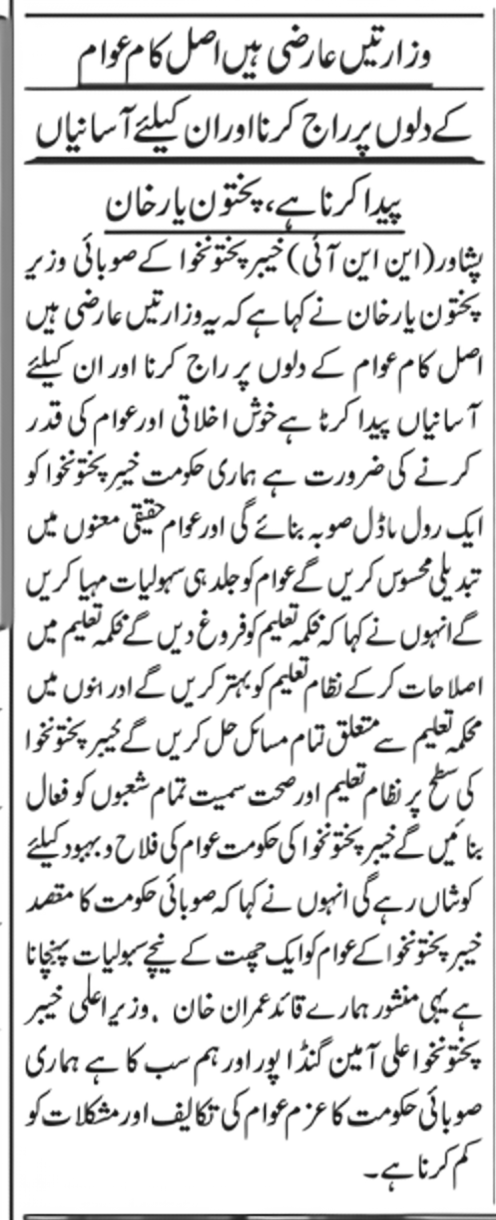 وزارتیں عارضی ہیں اصل کام عوام
کے دلوں پر راج کرنا اور ان کیلئے آسانیاں
پیدا کرنا ہے، پختون یار خان
پشاور (این این آئی) خیبر پختونخوا کے صوبائی وزیر
پختون یار خان نے کہا ہے کہ یہ وزارتیں عارضی ہیں
اصل کام عوام کے دلوں پر راج کرنا اور ان کیلئے
آسانیاں پیدا کرنا ہے خوش اخلاقی اور عوام کی قدر
کرنے کی ضرورت ہے ہماری حکومت خیبر پختونخوا کو
ایک رول ماڈل صوبہ بنائے گی اور عوام حقیقی معنوں میں
تبدیلی محسوس کریں گے عوام کو جلد ہی سہولیات مہیا کریں
گے انہوں نے کہا کہ محکمہ تعلیم کو فروغ دیں گے محکمہ تعلیم میں
اصلاحات کرکے نظام تعلیم کو بہتر کریں گے اور بنوں میں
محکمہ تعلیم سے متعلق تمام مسائل حل کریں گے خیبر پختونخوا
کی سطح پر نظام تعلیم اور صحت سمیت تمام شعبوں کو فعال
بنائیں گے خیبر پختونخوا کی حکومت عوام کی فلاح و بہبود کیلئے
کوشاں رہے گی انہوں نے کہا کہ صوبائی حکومت کا مقصد
خیبر پختونخوا کے عوام کو ایک چھت کے نیچے سہولیات پہنچانا
ہے یہی منشور ہمارے قائد عمران خان ۔ وزیر اعلی خیبر
پختونخوا علی آمین گنڈا پور اور ہم سب کا ہے ہماری
صوبائی حکومت کا عزم عوام کی تکالیف اور مشکلات کو
کم کرنا ہے۔